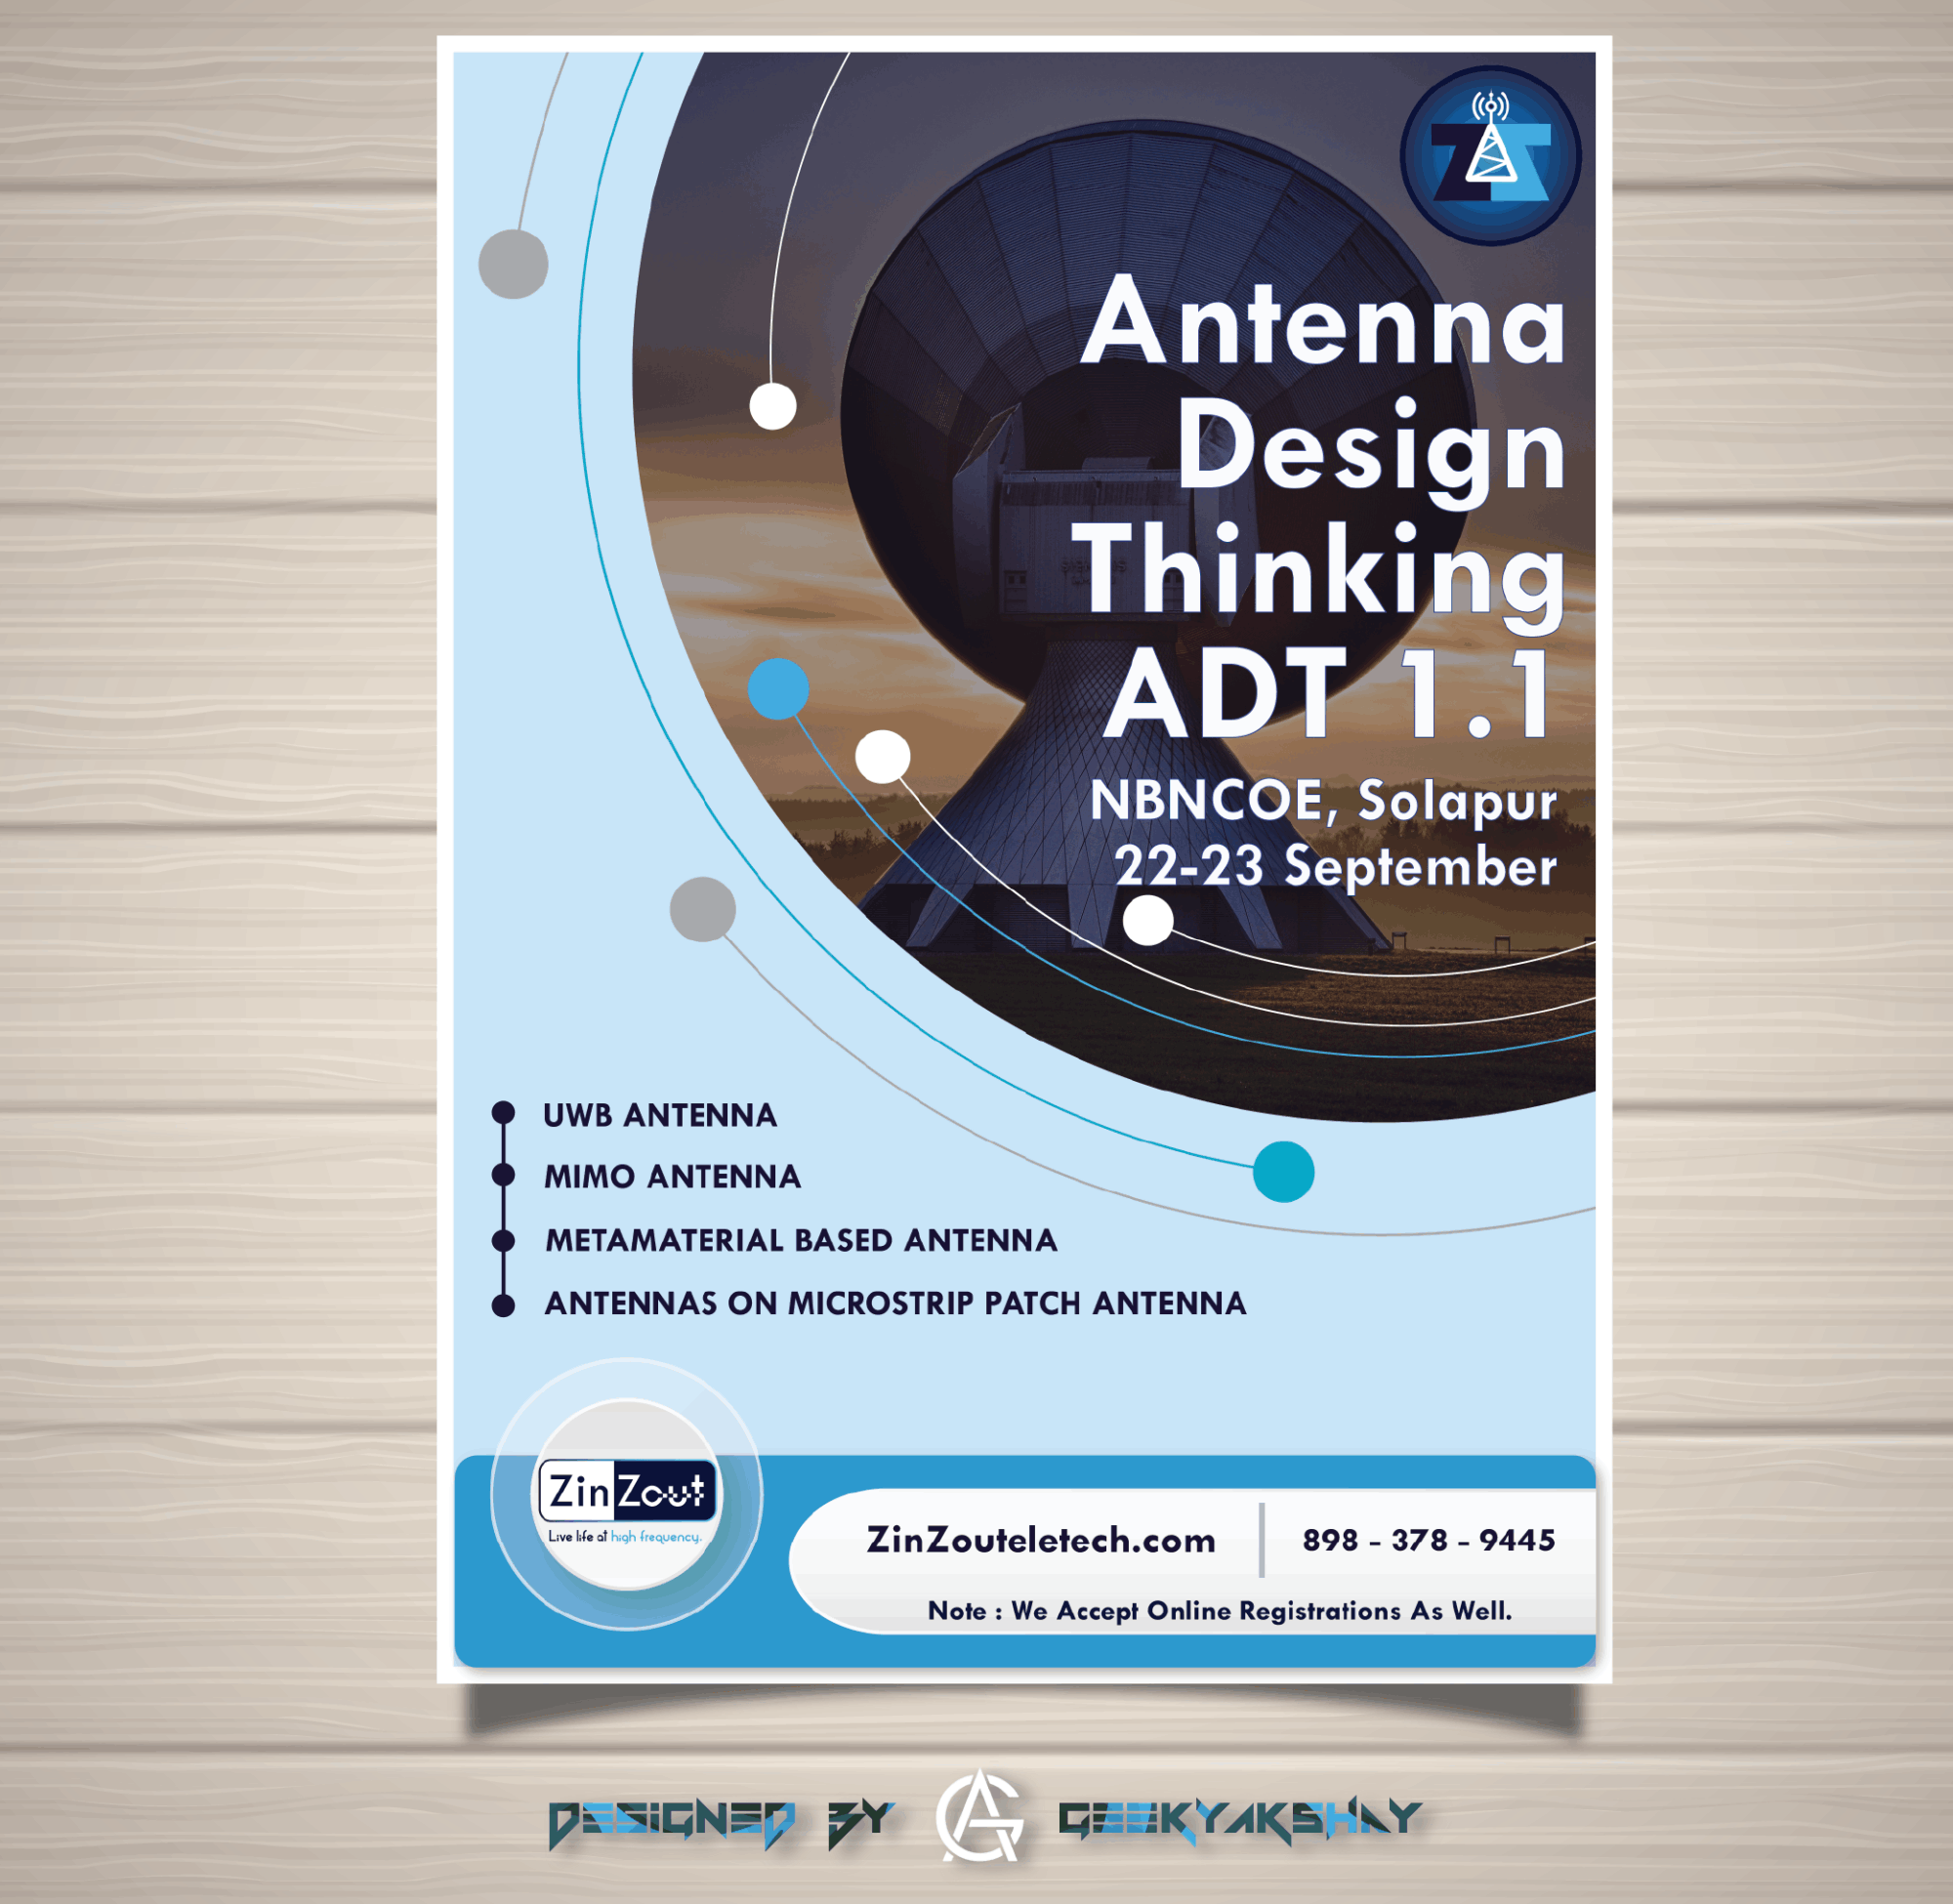 Antenna
Design
Thinking
ADT 1.1
NBNCOE, Solapur
22-23 September
UWB ANTENNA
MIMO ANTENNA
METAMATERIAL BASED ANTENNA
ANTENNAS ON MICROSTRIP PATCH ANTENNA
ZinZout
Live life at high frequency.
ZinZouteletech.com
898 - 378 - 9445
Note : We Accept Online Registrations As Well.
DESIGNED BY AG GEEKYAKSHAY